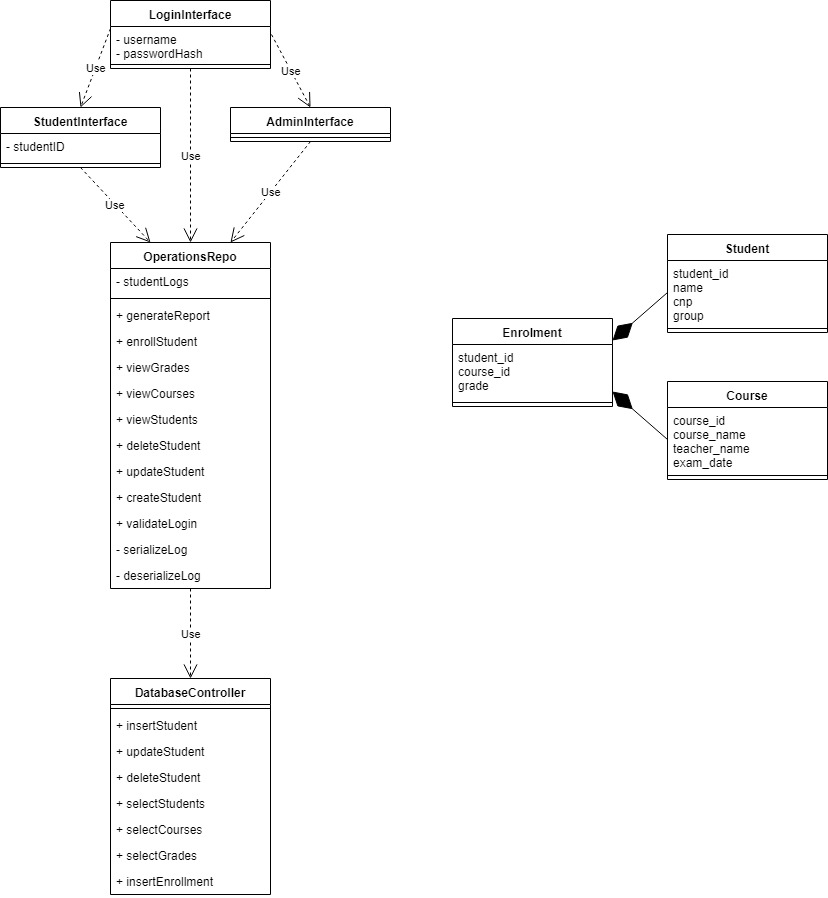 LoginInterface
- username
- passwordHash
Use
Use
StudentInterface
- studentID
AdminInterface
Use
Use
Use
OperationsRepo
- studentLogs
+ generateReport
+ enrollStudent
+ viewGrades
+ viewCourses
+ viewStudents
+ deleteStudent
+ updateStudent
+ createStudent
+ validateLogin
- serializeLog
- deserializeLog
Use
DatabaseController
+ insertStudent
+ updateStudent
+ deleteStudent
+ selectStudents
+ selectCourses
+ selectGrades
+ insertEnrollment
Enrolment
student_id
course_id
grade
Student
student_id
name
cnp
group
Course
course_id
course_name
teacher_name
exam_date